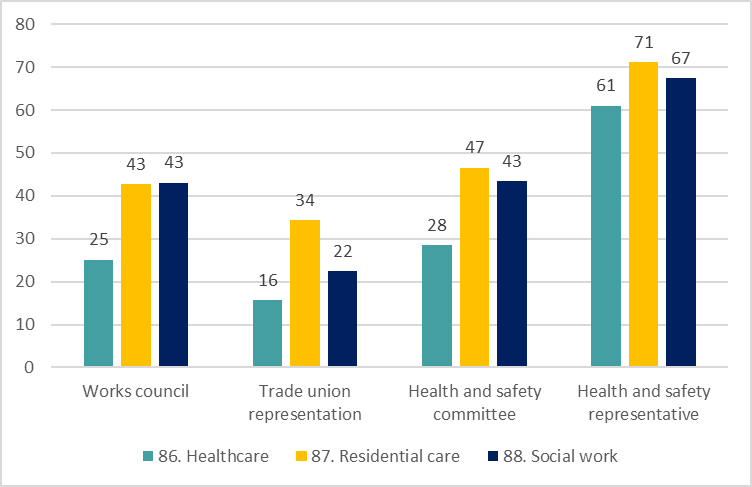 80
70
60
50
40
30
20
10
0
25
43
43
16
34
22
28
47
43
61
71
67
Works council
Trade union
representation
Health and safety
committee
Health and safety
representative
86. Healthcare
87. Residential care
88. Social work